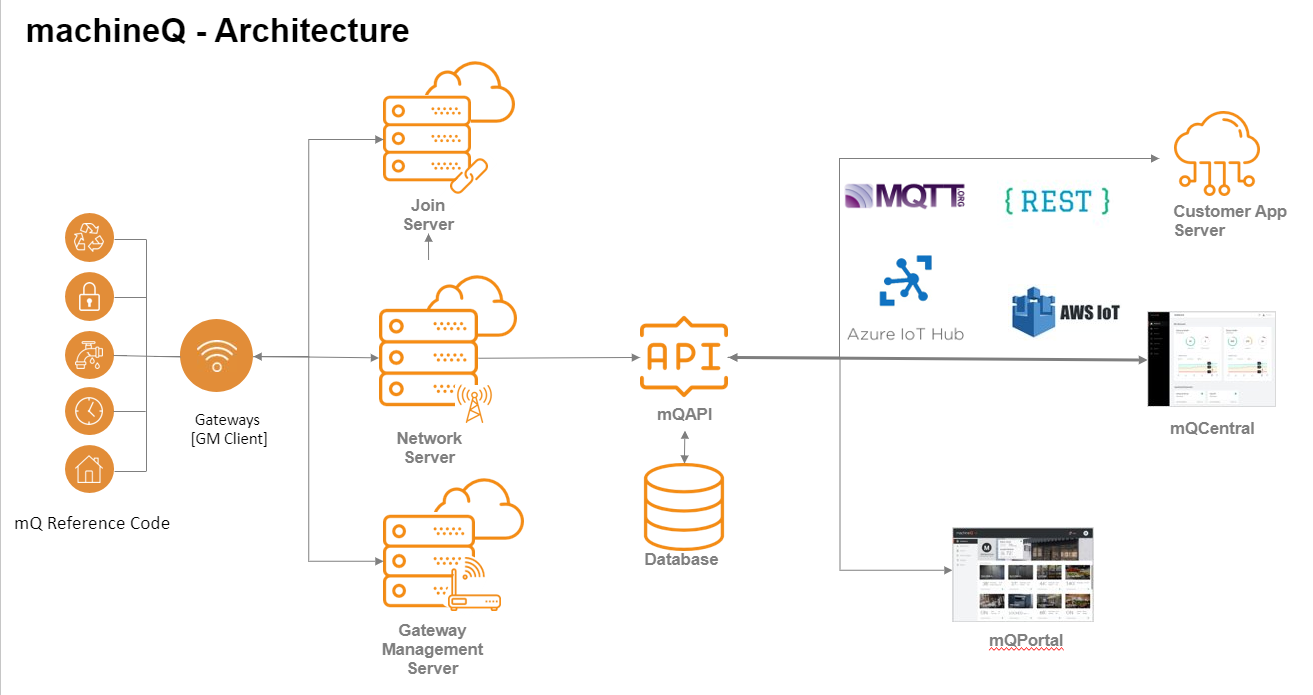 machineQ - Architecture
Join
Server
MQTT
.ORG
{ REST }
Customer App
Server
Azure IoT Hub
AWS IoT
Gateways
[GM Client]
Network
Server
API
mQAPI
mQCentral
mQ Reference Code
Database
Gateway
Management
Server
mQPortal